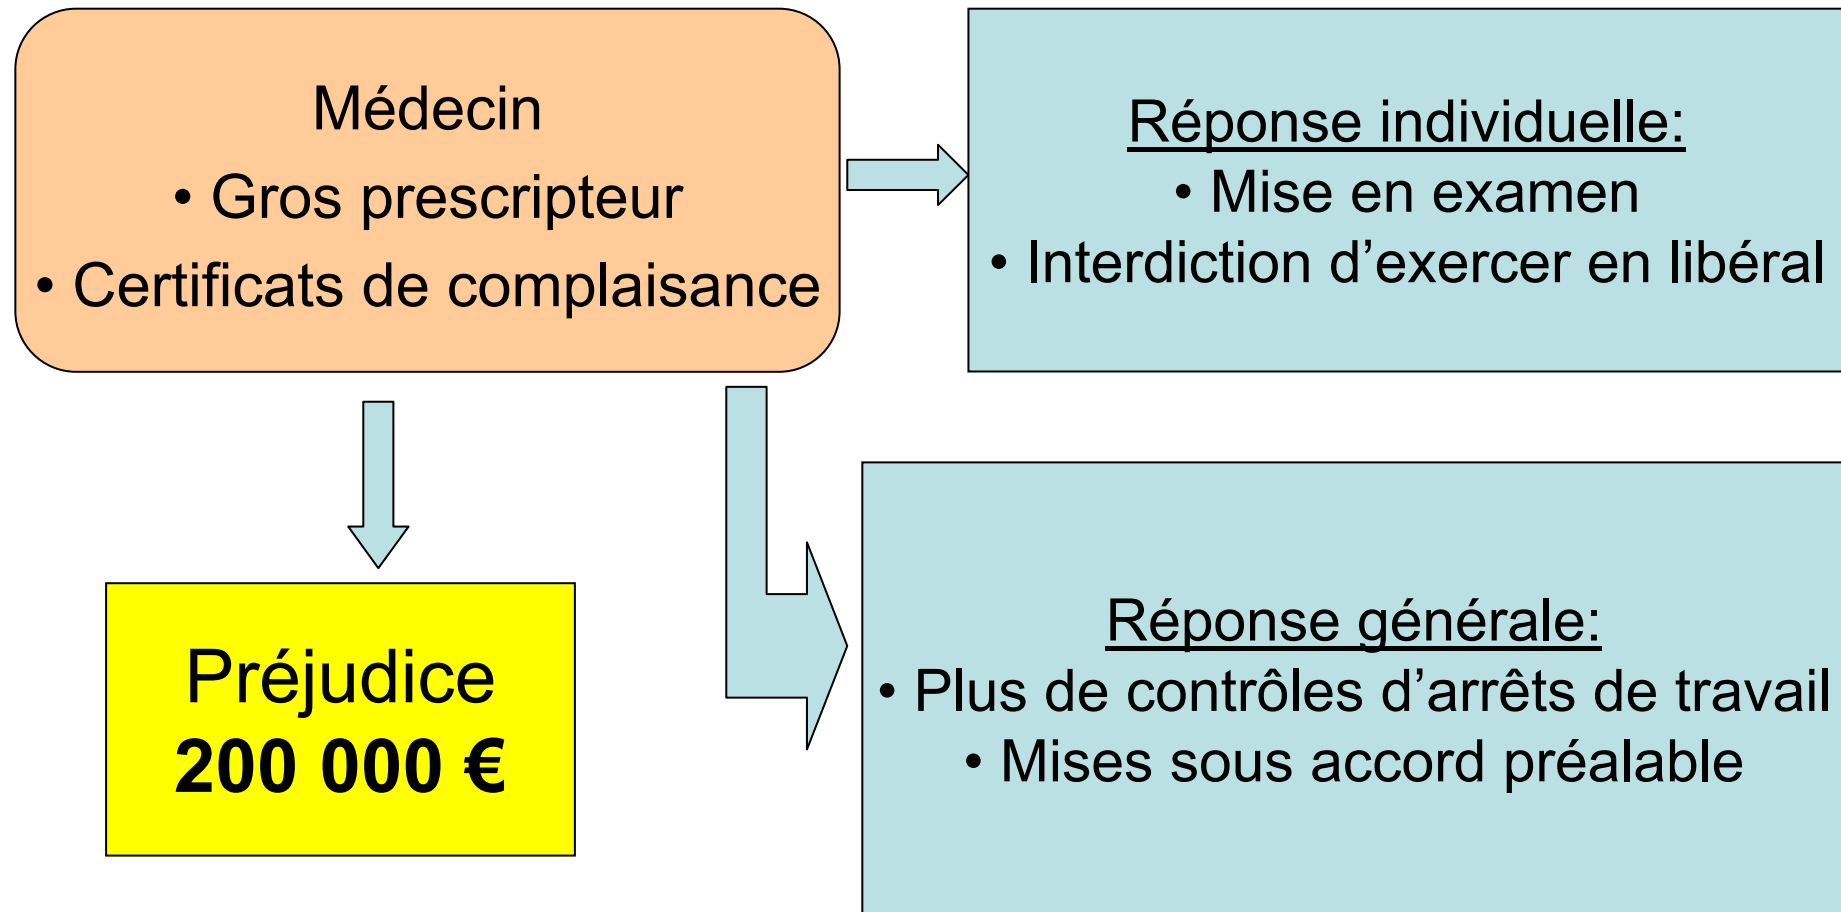 Médecin
• Gros prescripteur
• Certificats de complaisance
Réponse individuelle:
• Mise en examen
• Interdiction d’exercer en libéral
Préjudice
200 000 €
Réponse générale:
• Plus de contrôles d’arrêts de travail
• Mises sous accord préalable